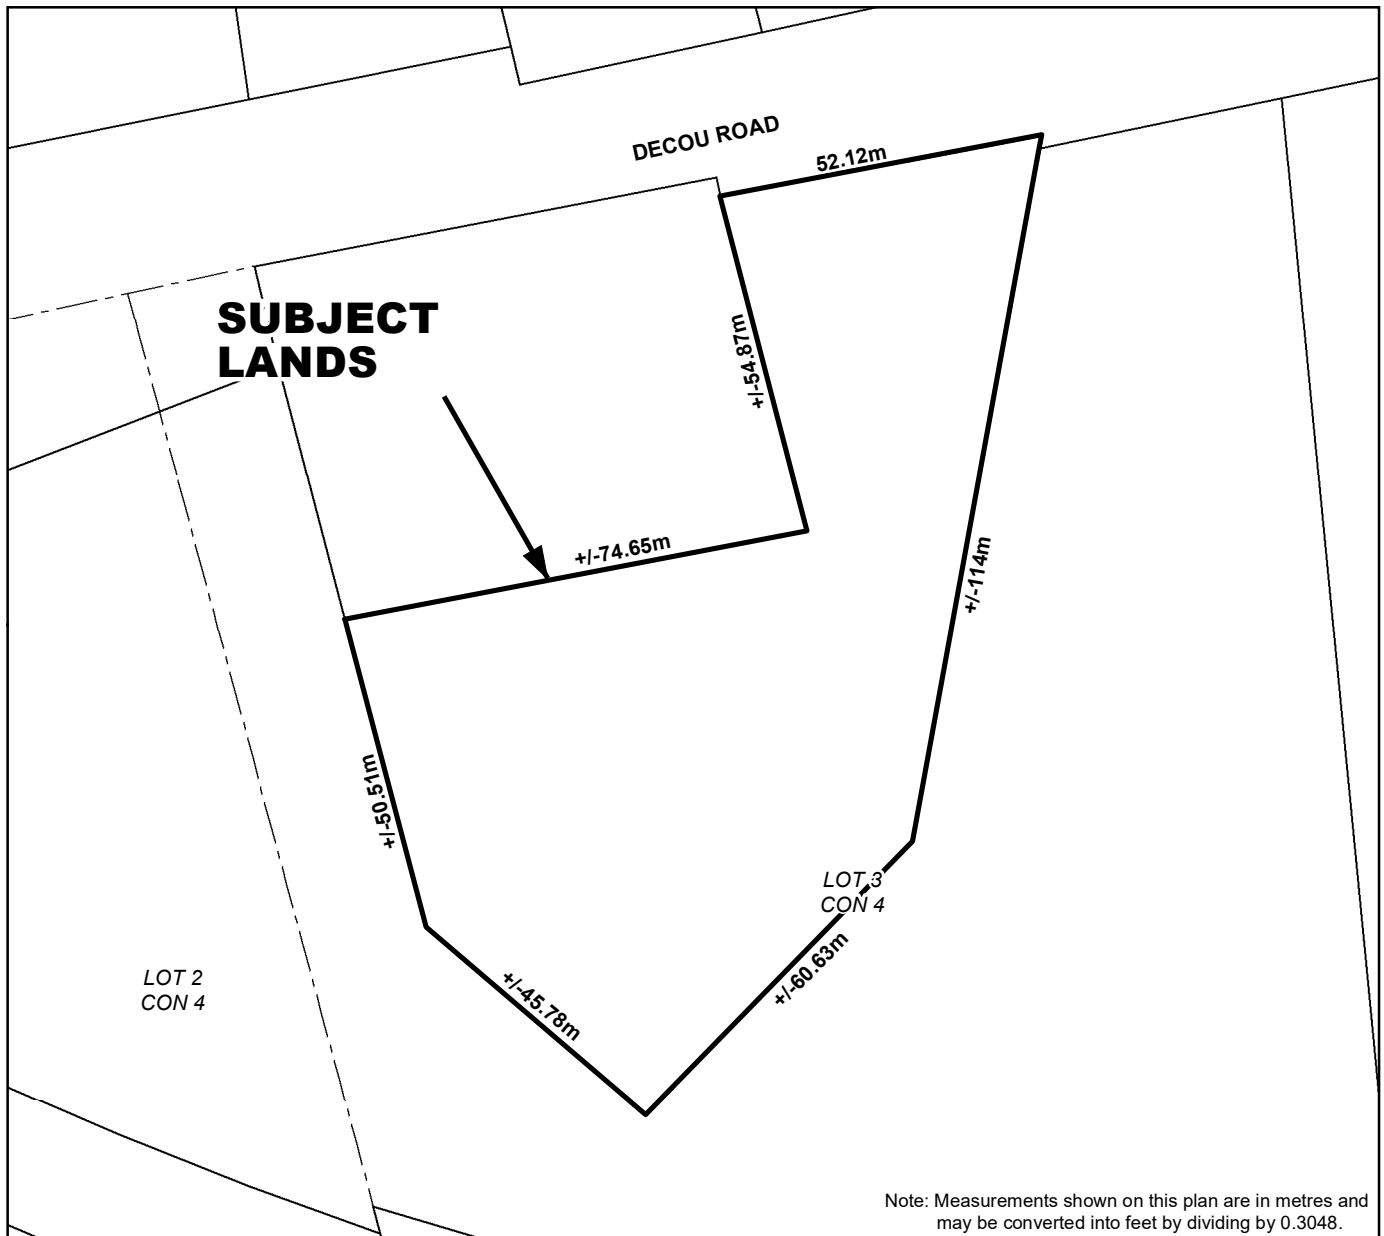 DECOU ROAD
52.12m
SUBJECT
LANDS
+/-54.87m
+/-74.65m
+/-114m
+/-50.51m
LOT 3
CON 4
+/-60.63m
+/-45.78m
LOT 2
CON 4
Note: Measurements shown on this plan are in metres and
may be converted into feet by dividing by 0.3048.